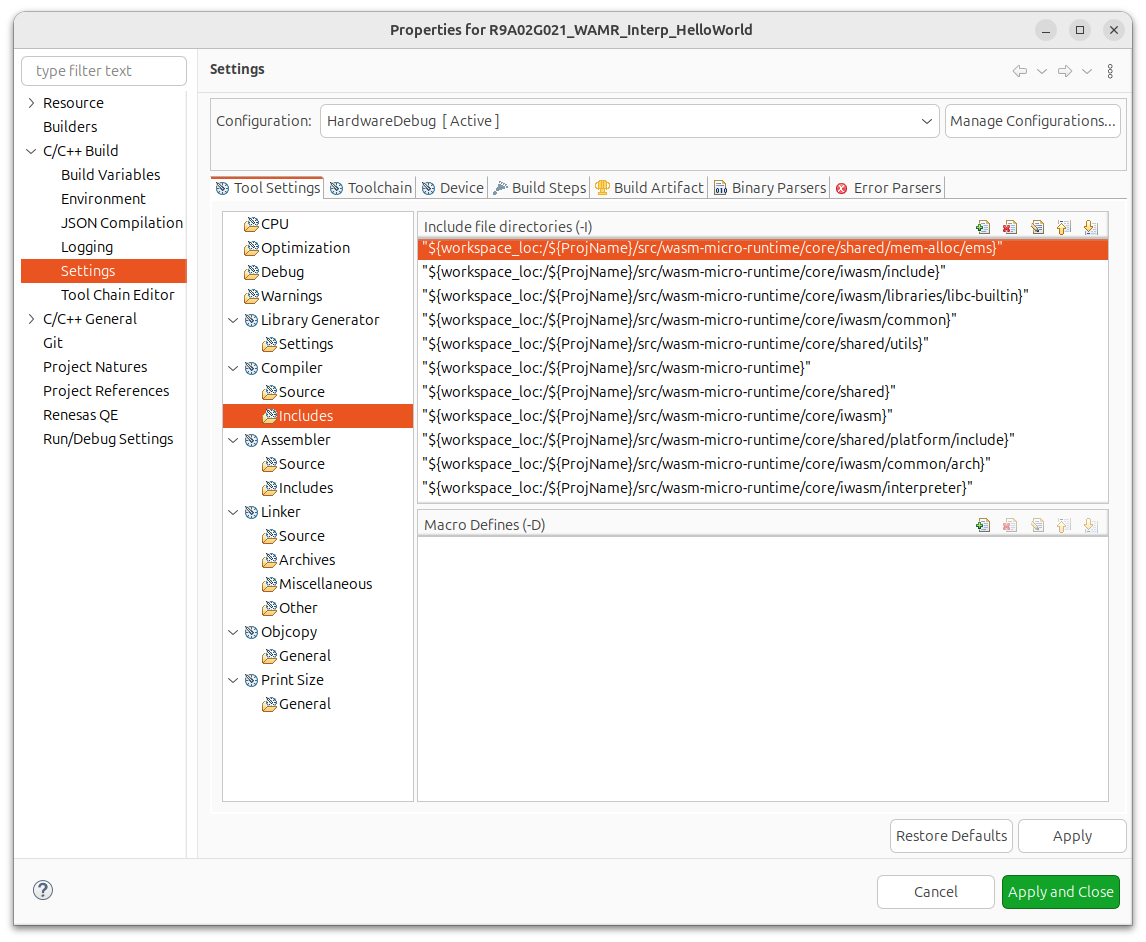 Properties for R9A02G021_WAMR_Interp_HelloWorld
type filter text
Resource
Builders
C/C++ Build
Build Variables
Environment
JSON Compilation
Logging
Settings
Tool Chain Editor
C/C++ General
Git
Project Natures
Project References
Renesas QE
Run/Debug Settings
Settings
Configuration:
HardwareDebug [ Active ]
Manage Configurations...
Tool Settings
Toolchain
Device
Build Steps
Build Artifact
Binary Parsers
Error Parsers
CPU
Optimization
Debug
Warnings
Library Generator
Settings
Compiler
Source
Includes
Assembler
Source
Includes
Linker
Source
Archives
Miscellaneous
Other
Objcopy
General
Print Size
General
Include file directories (-I)
"${workspace_loc:/${ProjName}/src/wasm-micro-runtime/core/shared/mem-alloc/ems}"
"${workspace_loc:/${ProjName}/src/wasm-micro-runtime/core/iwasm/include}"
"${workspace_loc:/${ProjName}/src/wasm-micro-runtime/core/iwasm/libraries/libc-builtin}"
"${workspace_loc:/${ProjName}/src/wasm-micro-runtime/core/iwasm/common}"
"${workspace_loc:/${ProjName}/src/wasm-micro-runtime/core/shared/utils}"
"${workspace_loc:/${ProjName}/src/wasm-micro-runtime}"
"${workspace_loc:/${ProjName}/src/wasm-micro-runtime/core/shared}"
"${workspace_loc:/${ProjName}/src/wasm-micro-runtime/core/iwasm}"
"${workspace_loc:/${ProjName}/src/wasm-micro-runtime/core/shared/platform/include}"
"${workspace_loc:/${ProjName}/src/wasm-micro-runtime/core/iwasm/common/arch}"
"${workspace_loc:/${ProjName}/src/wasm-micro-runtime/core/iwasm/interpreter}"
Macro Defines (-D)
Restore Defaults
Apply
Cancel
Apply and Close